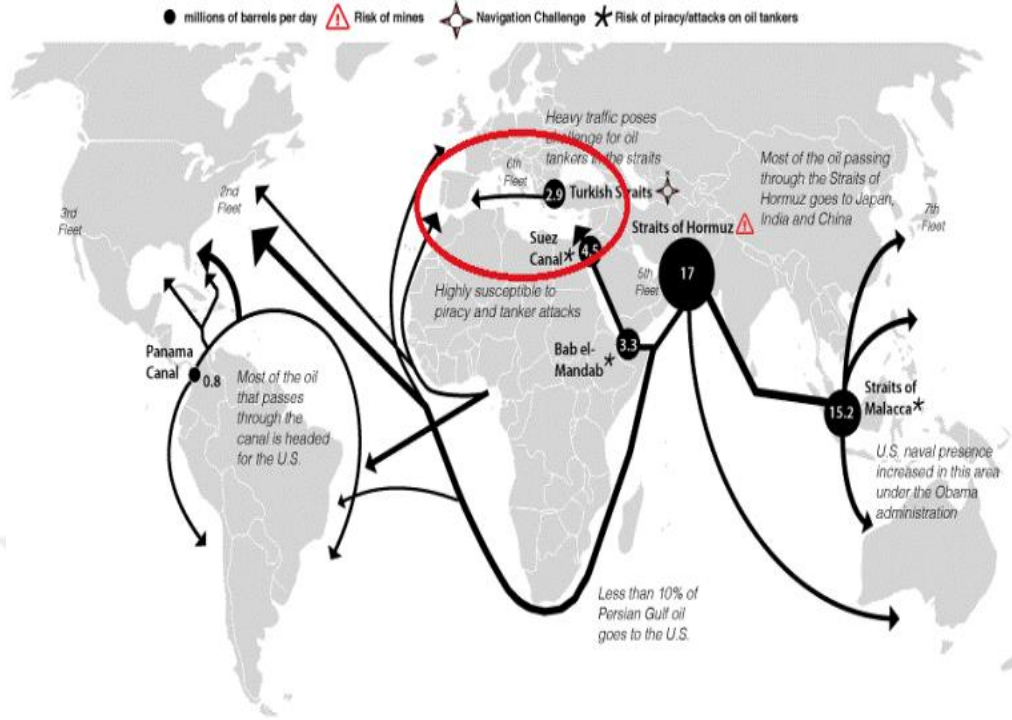 millions of barrels per day Risk of mines Navigation Challenge Risk of piracy/attacks on oil tankers
Heavy traffic poses
challenge for oil
tankers in the straits
6th
Fleet
2.9 Turkish Straits
Most of the oil passing
through the Straits of
Hormuz goes to Japan,
India and China
2nd
Fleet
3rd
Fleet
7th
Fleet
Suez
Canal
4.5
Straits of Hormuz
17
5th
Fleet
Highly susceptible to
piracy and tanker attacks
Bab el-
Mandab
3.3
Panama
Canal
0.8
Most of the oil
that passes
through the
canal is headed
for the U.S.
Straits of
Malacca
15.2
U.S. naval presence
increased in this area
under the Obama
administration
Less than 10% of
Persian Gulf oil
goes to the U.S.